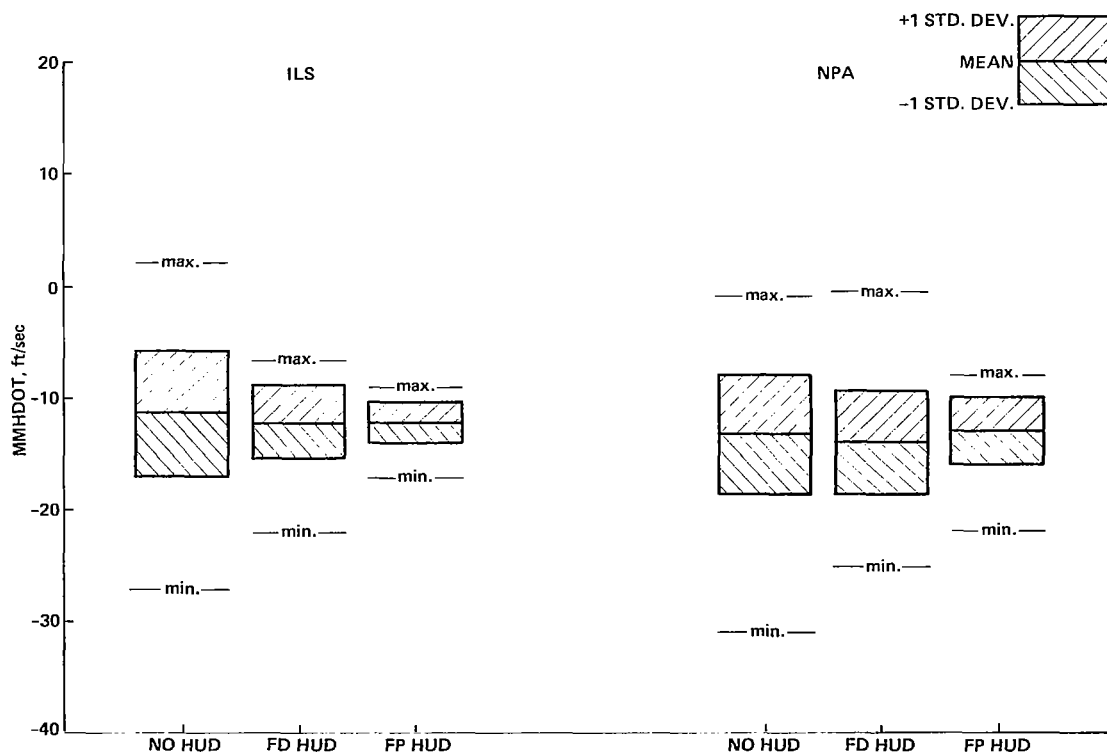 +1 STD. DEV.
MEAN
-1 STD. DEV.
ILS
NPA
MMHDOT, ft/sec
20
10
0
-10
-20
-30
-40
max.
min.
max.
min.
max.
min.
max.
min.
max.
min.
max.
min.
NO HUD
FD HUD
FP HUD
NO HUD
FD HUD
FP HUD